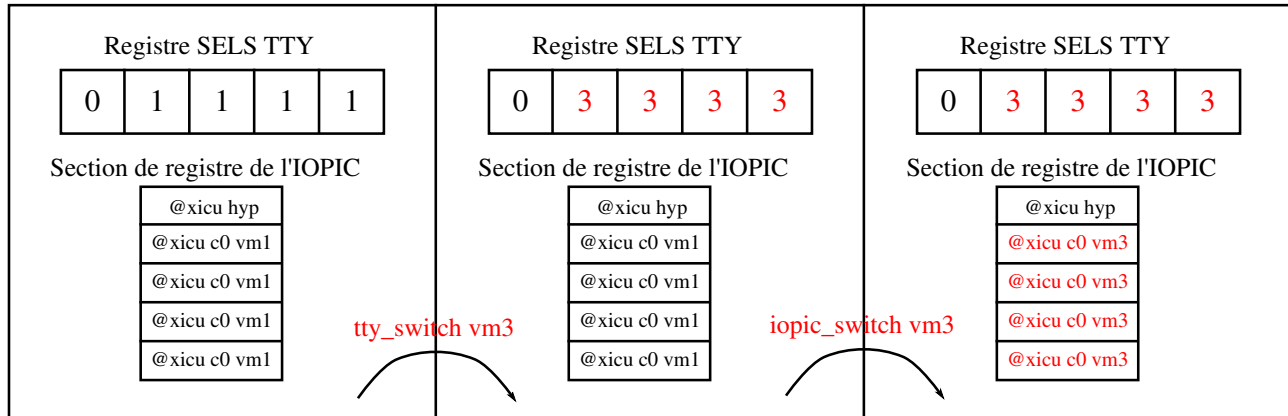 Registre SELS TTY
0 1 1 1 1
Section de registre de l'IOPIC
@xicu hyp
@xicu c0 vm1
@xicu c0 vm1
@xicu c0 vm1
@xicu c0 vm1
tty_switch vm3
Registre SELS TTY
0 3 3 3 3
Section de registre de l'IOPIC
@xicu hyp
@xicu c0 vm1
@xicu c0 vm1
@xicu c0 vm1
@xicu c0 vm1
iopic_switch vm3
Registre SELS TTY
0 3 3 3 3
Section de registre de l'IOPIC
@xicu hyp
@xicu c0 vm3
@xicu c0 vm3
@xicu c0 vm3
@xicu c0 vm3